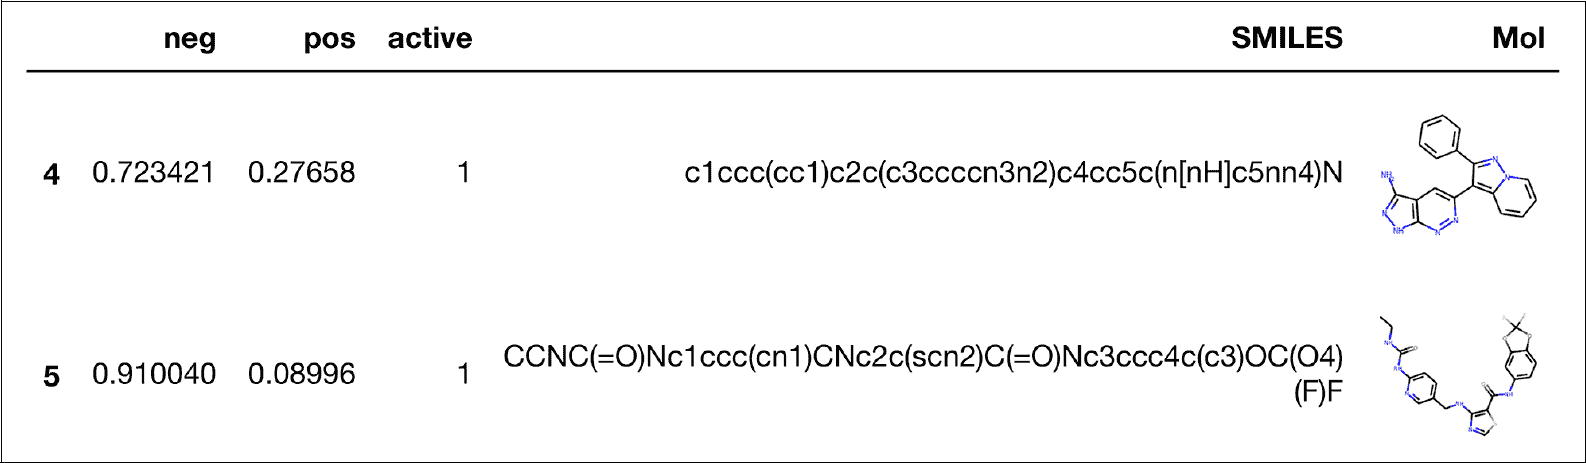 neg pos active SMILES Mol
4 0.723421 0.27658 1 c1ccc(cc1)c2c(c3ccccn3n2)c4cc5c(n[nH]c5nn4)N
5 0.910040 0.08996 1 CCNC(=O)Nc1ccc(cn1)CNc2c(scn2)C(=O)Nc3ccc4c(c3)OC(O4)
(F)F